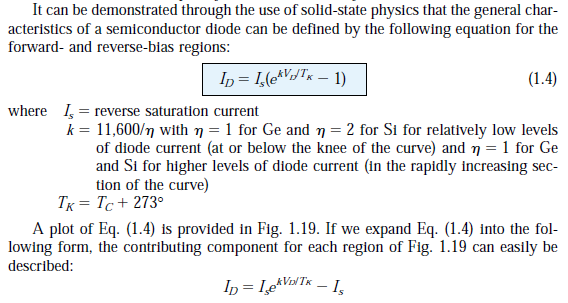 It can be demonstrated through the use of solid-state physics that the general char-
acteristics of a semiconductor diode can be defined by the following equation for the
forward- and reverse-bias regions:
I_D = I_s(e^{kV_D/T_K} − 1) (1.4)
where I_s = reverse saturation current
k = 11,600/η with η = 1 for Ge and η = 2 for Si for relatively low levels
of diode current (at or below the knee of the curve) and η = 1 for Ge
and Si for higher levels of diode current (in the rapidly increasing sec-
tion of the curve)
T_K = T_C + 273°
A plot of Eq. (1.4) is provided in Fig. 1.19. If we expand Eq. (1.4) into the fol-
lowing form, the contributing component for each region of Fig. 1.19 can easily be
described:
I_D = I_s e^{kV_D/T_K} − I_s